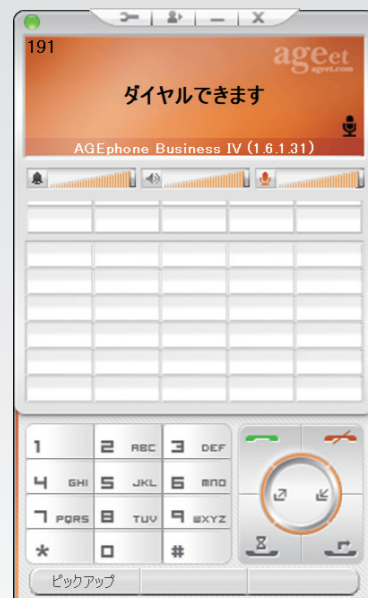 191
ageet
ageet.com
ダイヤルできます
AGEphone Business IV (1.6.1.31)
1 2 ABC 3 DEF
4 GHI 5 JKL 6 MNO
7 PQRS 8 TUV 9 WXYZ
* 0 #
ピックアップ